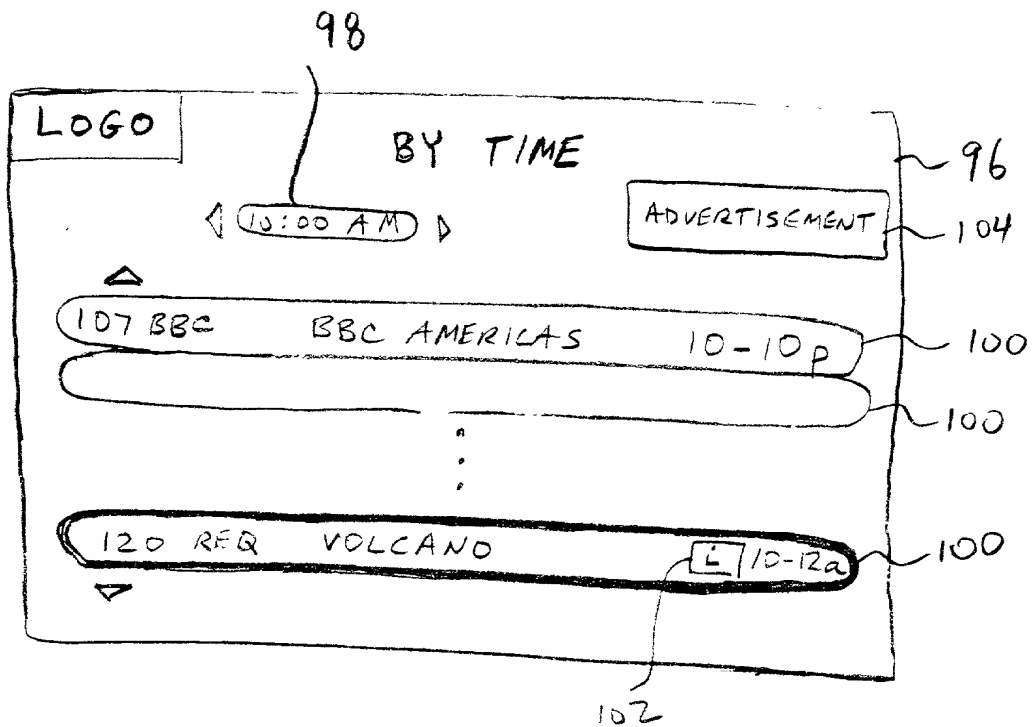 98
LOGO
BY TIME
96
10:00 AM
ADVERTISEMENT
104
107 BBC BBC AMERICAS 10-10p
100
100
120 REQ VOLCANO i 10-12a
100
102